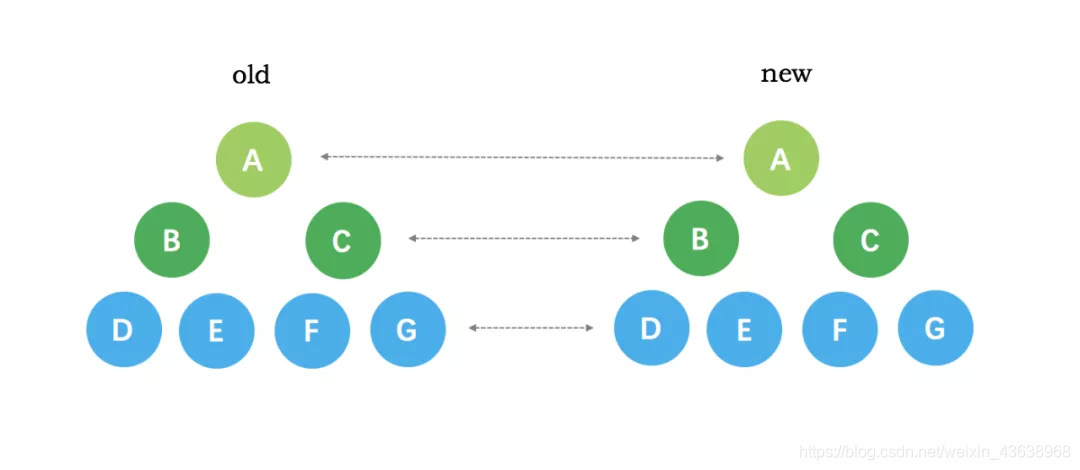 old new
A A
B C B C
D E F G D E F G
https://blog.csdn.net/weixin_43638968